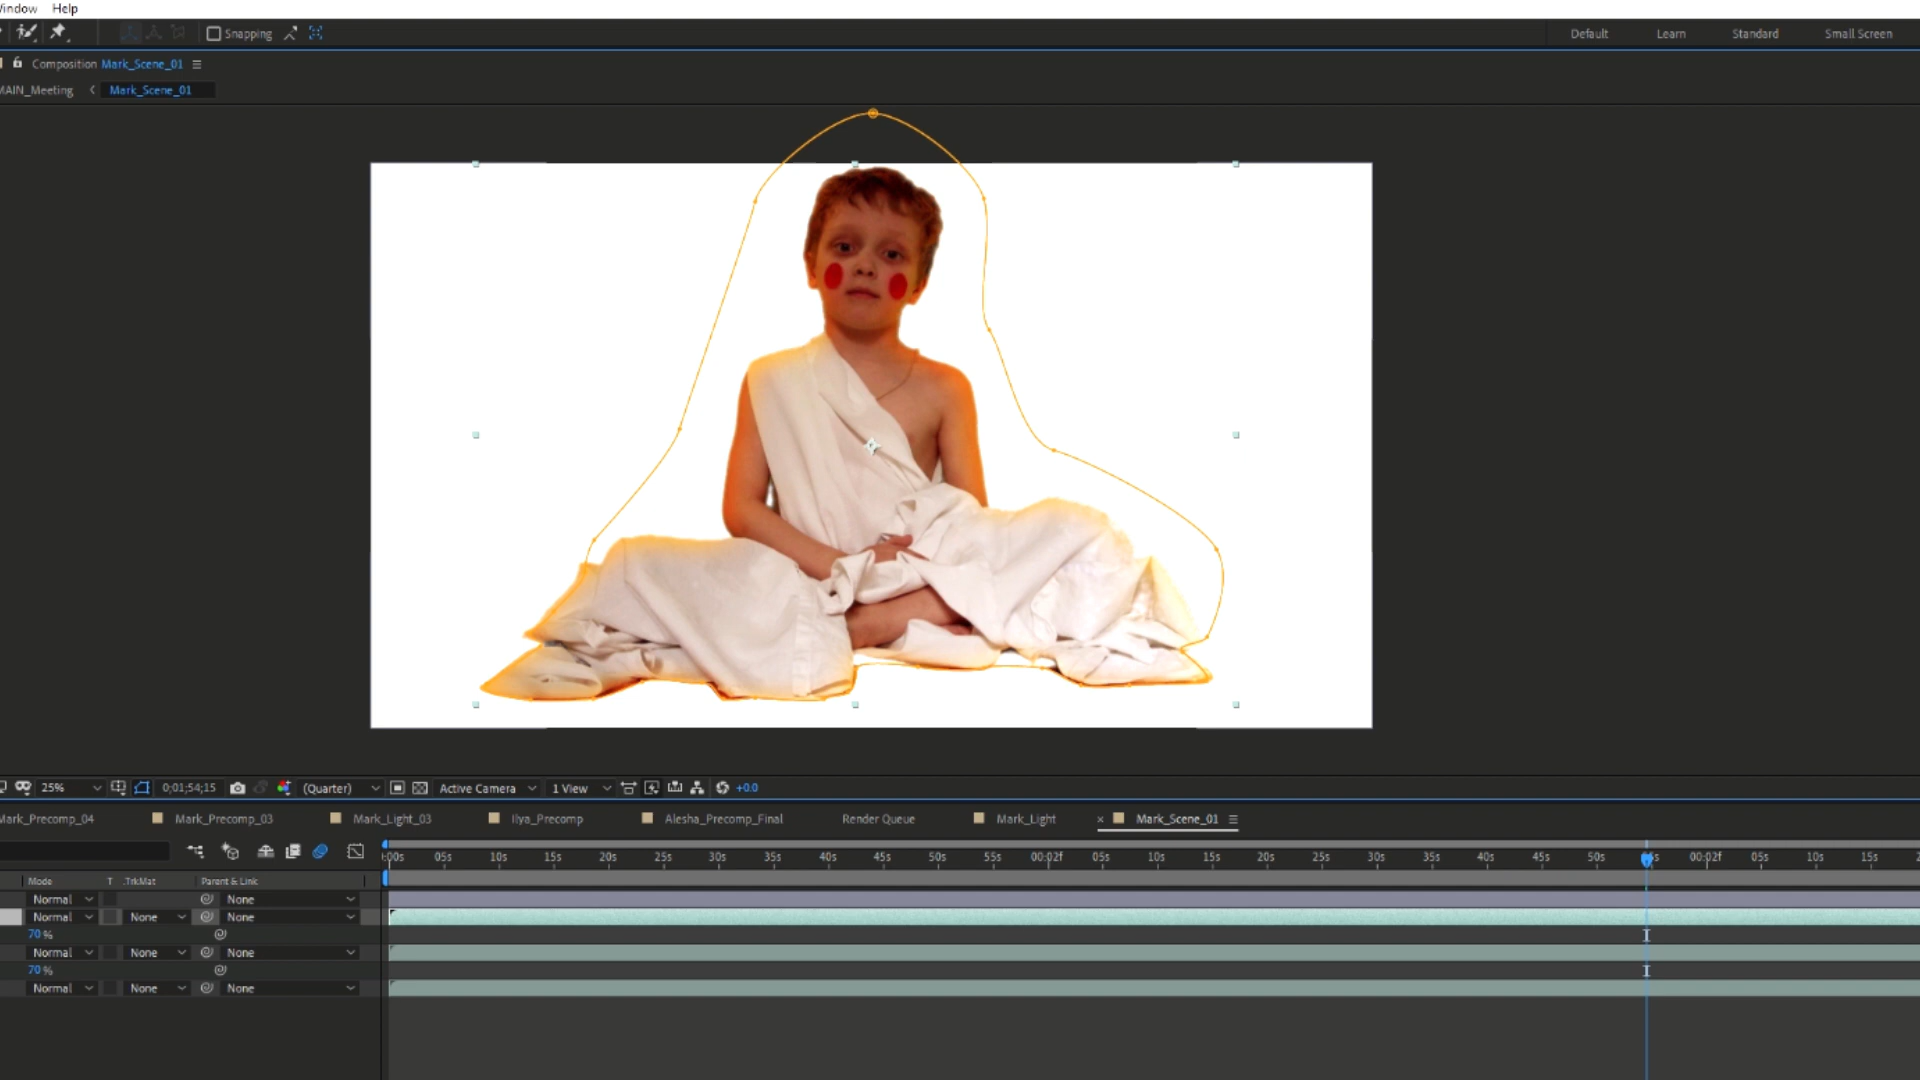 Window Help
Snapping Default Learn Standard Small Screen
Composition Mark_Scene_01
MAIN_Meeting Mark_Scene_01
25% 0;01;54;15 (Quarter) Active Camera 1 View +0.0
Mark_Precomp_04 Mark_Precomp_03 Mark_Light_03 Ilya_Precomp Alesha_Precomp_Final Render Queue Mark_Light × Mark_Scene_01
:00s 05s 10s 15s 20s 25s 30s 35s 40s 45s 50s 55s 00:02f 05s 10s 15s 20s 25s 30s 35s 40s 45s 50s 00:02f 05s 10s 15s
Mode T .TrkMat Parent & Link
Normal None
Normal None None
70 %
Normal None None
70 %
Normal None None